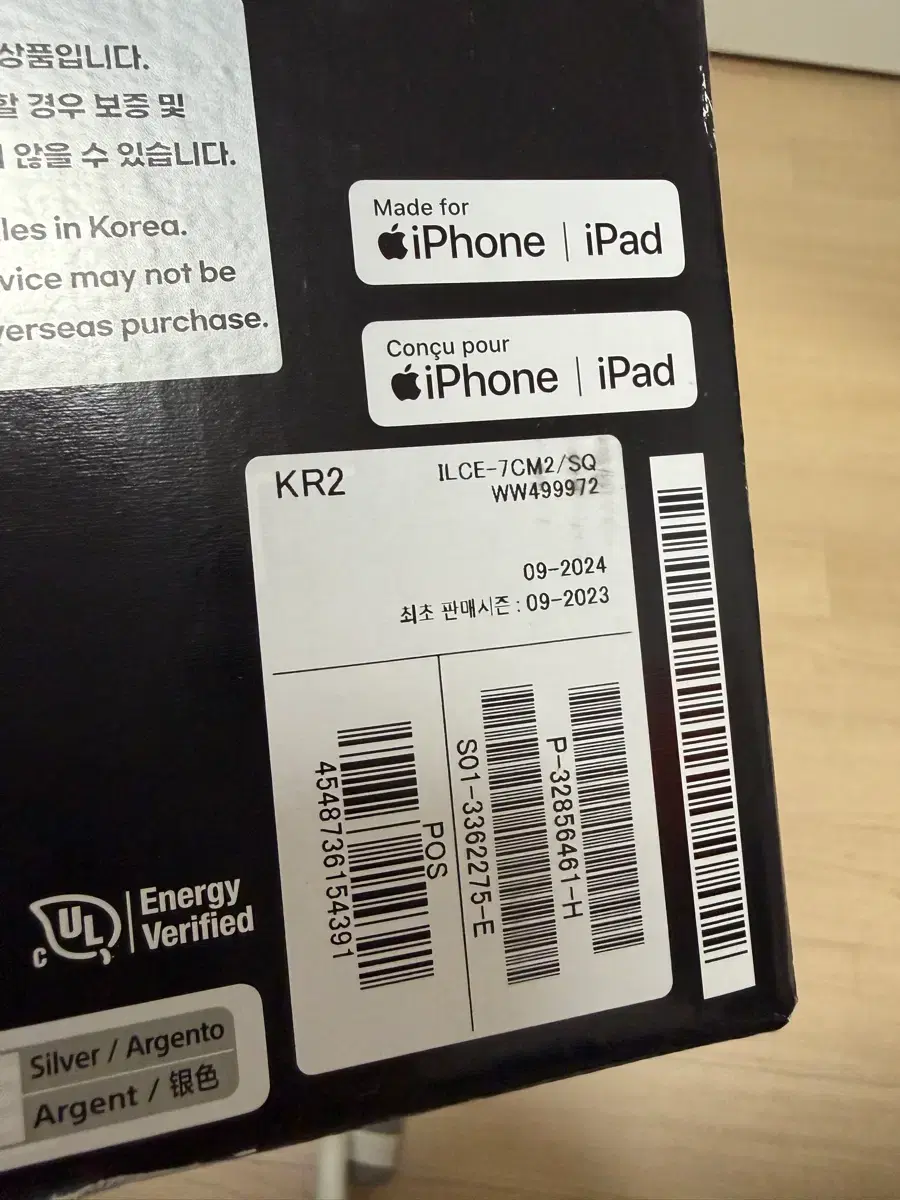 상품입니다.
할 경우 보증 및
않을 수 있습니다.
les in Korea.
vice may not be
verseas purchase.
Made for
iPhone | iPad
Conçu pour
iPhone | iPad
KR2
ILCE-7CM2/SQ
WW499972
09-2024
최초 판매시즌 : 09-2023
POS
4548736154391
S01-3362275-E
P-32856461-H
C UL
Energy
Verified
Silver / Argento
Argent / 银色